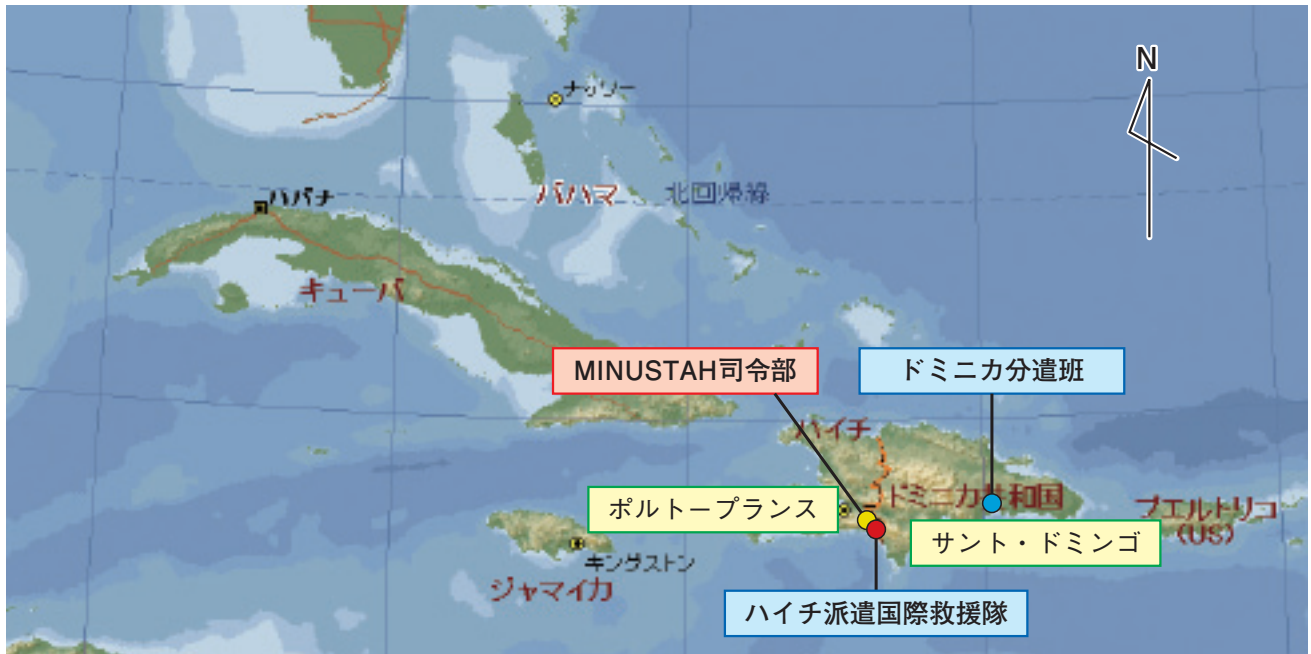 N
ナッソー
ハバナ
バハマ
北回帰線
キューバ
MINUSTAH司令部
ドミニカ分遣班
ハイチ
ポルトープランス
ドミニカ共和国
プエルトリコ
(US)
サント・ドミンゴ
キングストン
ジャマイカ
ハイチ派遣国際救援隊